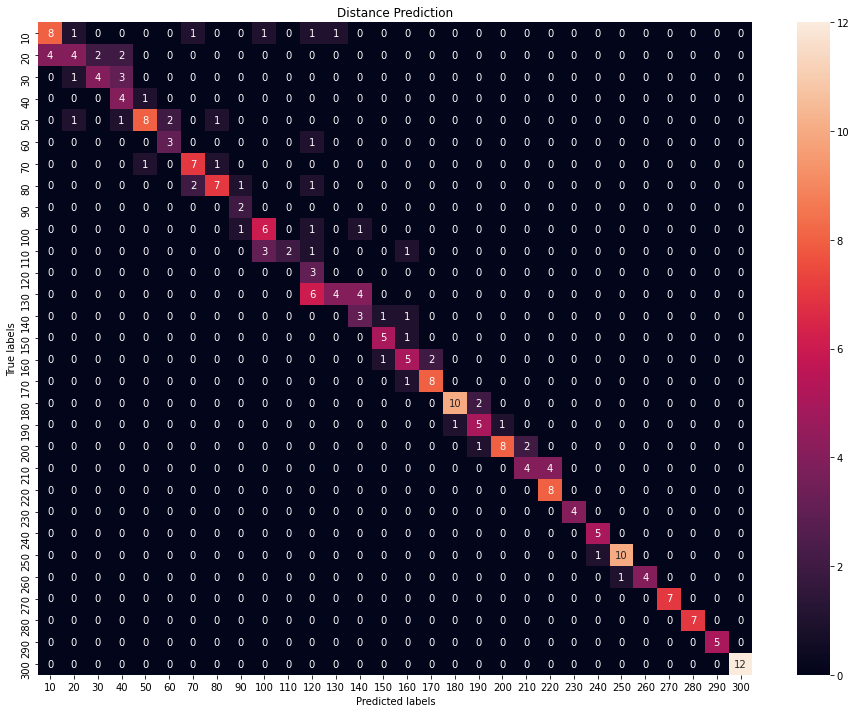 Distance Prediction
10 8 1 0 0 0 0 1 0 0 1 0 1 1 0 0 0 0 0 0 0 0 0 0 0 0 0 0 0 0 0
20 4 4 2 2 0 0 0 0 0 0 0 0 0 0 0 0 0 0 0 0 0 0 0 0 0 0 0 0 0 0
30 0 1 4 3 0 0 0 0 0 0 0 0 0 0 0 0 0 0 0 0 0 0 0 0 0 0 0 0 0 0
40 0 0 0 4 1 0 0 0 0 0 0 0 0 0 0 0 0 0 0 0 0 0 0 0 0 0 0 0 0 0
50 0 1 0 1 8 2 0 1 0 0 0 0 0 0 0 0 0 0 0 0 0 0 0 0 0 0 0 0 0 0
60 0 0 0 0 0 3 0 0 0 0 0 1 0 0 0 0 0 0 0 0 0 0 0 0 0 0 0 0 0 0
70 0 0 0 0 1 0 7 1 0 0 0 0 0 0 0 0 0 0 0 0 0 0 0 0 0 0 0 0 0 0
80 0 0 0 0 0 0 2 7 1 0 0 1 0 0 0 0 0 0 0 0 0 0 0 0 0 0 0 0 0 0
90 0 0 0 0 0 0 0 0 2 0 0 0 0 0 0 0 0 0 0 0 0 0 0 0 0 0 0 0 0 0
100 0 0 0 0 0 0 0 0 1 6 0 1 0 1 0 0 0 0 0 0 0 0 0 0 0 0 0 0 0 0
110 0 0 0 0 0 0 0 0 0 3 2 1 0 0 0 1 0 0 0 0 0 0 0 0 0 0 0 0 0 0
120 0 0 0 0 0 0 0 0 0 0 0 3 0 0 0 0 0 0 0 0 0 0 0 0 0 0 0 0 0 0
130 0 0 0 0 0 0 0 0 0 0 0 6 4 4 0 0 0 0 0 0 0 0 0 0 0 0 0 0 0 0
140 0 0 0 0 0 0 0 0 0 0 0 0 0 3 1 1 0 0 0 0 0 0 0 0 0 0 0 0 0 0
150 0 0 0 0 0 0 0 0 0 0 0 0 0 0 5 1 0 0 0 0 0 0 0 0 0 0 0 0 0 0
160 0 0 0 0 0 0 0 0 0 0 0 0 0 0 1 5 2 0 0 0 0 0 0 0 0 0 0 0 0 0
170 0 0 0 0 0 0 0 0 0 0 0 0 0 0 0 1 8 0 0 0 0 0 0 0 0 0 0 0 0 0
180 0 0 0 0 0 0 0 0 0 0 0 0 0 0 0 0 0 10 2 0 0 0 0 0 0 0 0 0 0 0
190 0 0 0 0 0 0 0 0 0 0 0 0 0 0 0 0 0 1 5 1 0 0 0 0 0 0 0 0 0 0
200 0 0 0 0 0 0 0 0 0 0 0 0 0 0 0 0 0 0 1 8 2 0 0 0 0 0 0 0 0 0
210 0 0 0 0 0 0 0 0 0 0 0 0 0 0 0 0 0 0 0 0 4 4 0 0 0 0 0 0 0 0
220 0 0 0 0 0 0 0 0 0 0 0 0 0 0 0 0 0 0 0 0 0 8 0 0 0 0 0 0 0 0
230 0 0 0 0 0 0 0 0 0 0 0 0 0 0 0 0 0 0 0 0 0 0 4 0 0 0 0 0 0 0
240 0 0 0 0 0 0 0 0 0 0 0 0 0 0 0 0 0 0 0 0 0 0 0 5 0 0 0 0 0 0
250 0 0 0 0 0 0 0 0 0 0 0 0 0 0 0 0 0 0 0 0 0 0 0 1 10 0 0 0 0 0
260 0 0 0 0 0 0 0 0 0 0 0 0 0 0 0 0 0 0 0 0 0 0 0 0 1 4 0 0 0 0
270 0 0 0 0 0 0 0 0 0 0 0 0 0 0 0 0 0 0 0 0 0 0 0 0 0 0 7 0 0 0
280 0 0 0 0 0 0 0 0 0 0 0 0 0 0 0 0 0 0 0 0 0 0 0 0 0 0 0 7 0 0
290 0 0 0 0 0 0 0 0 0 0 0 0 0 0 0 0 0 0 0 0 0 0 0 0 0 0 0 0 5 0
300 0 0 0 0 0 0 0 0 0 0 0 0 0 0 0 0 0 0 0 0 0 0 0 0 0 0 0 0 0 12
10 20 30 40 50 60 70 80 90 100 110 120 130 140 150 160 170 180 190 200 210 220 230 240 250 260 270 280 290 300
Predicted labels
True labels
12
10
8
6
4
2
0